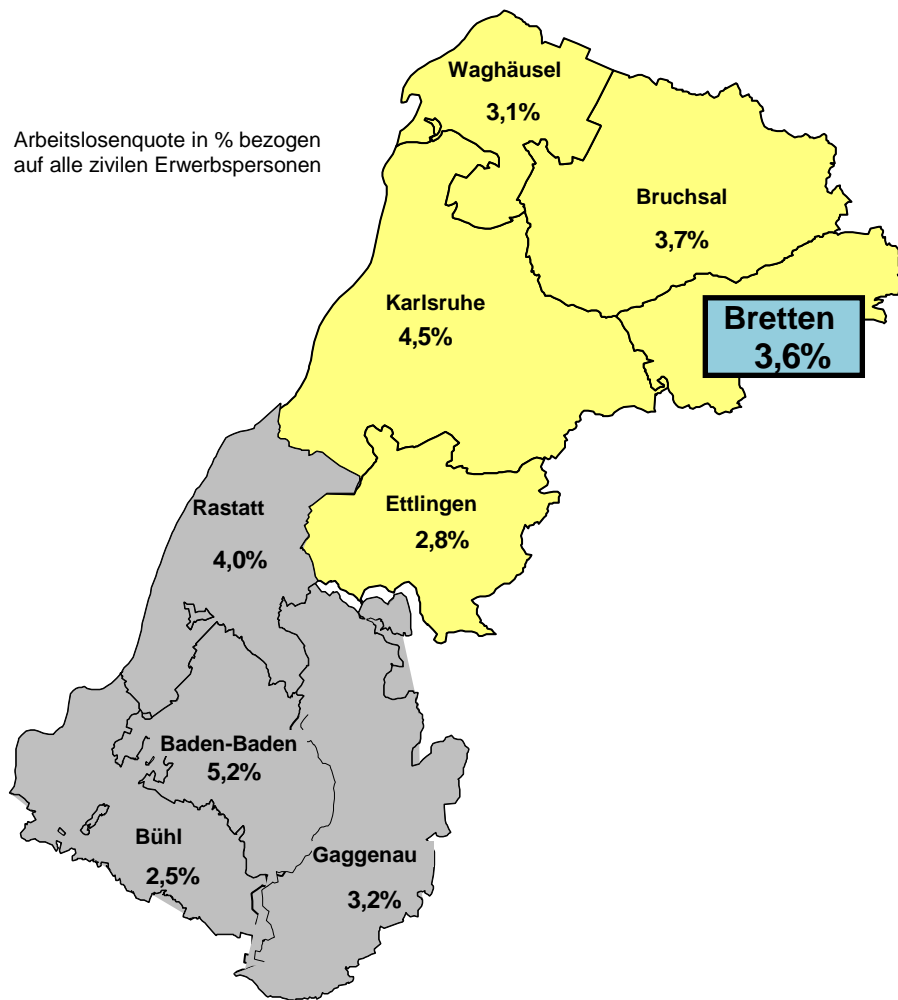 Waghäusel
3,1%
Arbeitslosenquote in % bezogen
auf alle zivilen Erwerbspersonen
Bruchsal
3,7%
Karlsruhe
4,5%
Bretten
3,6%
Rastatt
4,0%
Ettlingen
2,8%
Baden-Baden
5,2%
Bühl
2,5%
Gaggenau
3,2%